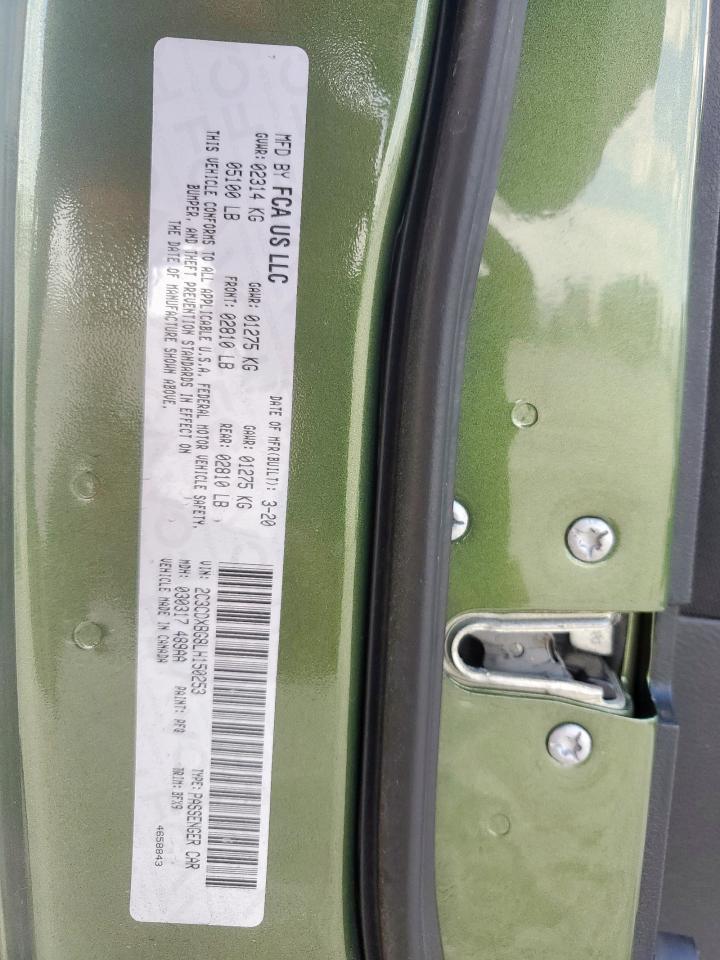 MFD BY FCA US LLC
DATE OF MFR(BUILT): 3-20
GVWR: 02314 KG
GAWR: 01275 KG
GAWR: 01275 KG
05100 LB
FRONT: 02810 LB
REAR: 02810 LB
THIS VEHICLE CONFORMS TO ALL APPLICABLE U.S.A. FEDERAL MOTOR VEHICLE SAFETY,
BUMPER, AND THEFT PREVENTION STANDARDS IN EFFECT ON
THE DATE OF MANUFACTURE SHOWN ABOVE.
VIN: 2C3CDXBG8LH150253
TYPE: PASSENGER CAR
MDH: 030317 489AA
PAINT: PFQ
TRIM: BFX9
VEHICLE MADE IN CANADA
4658843